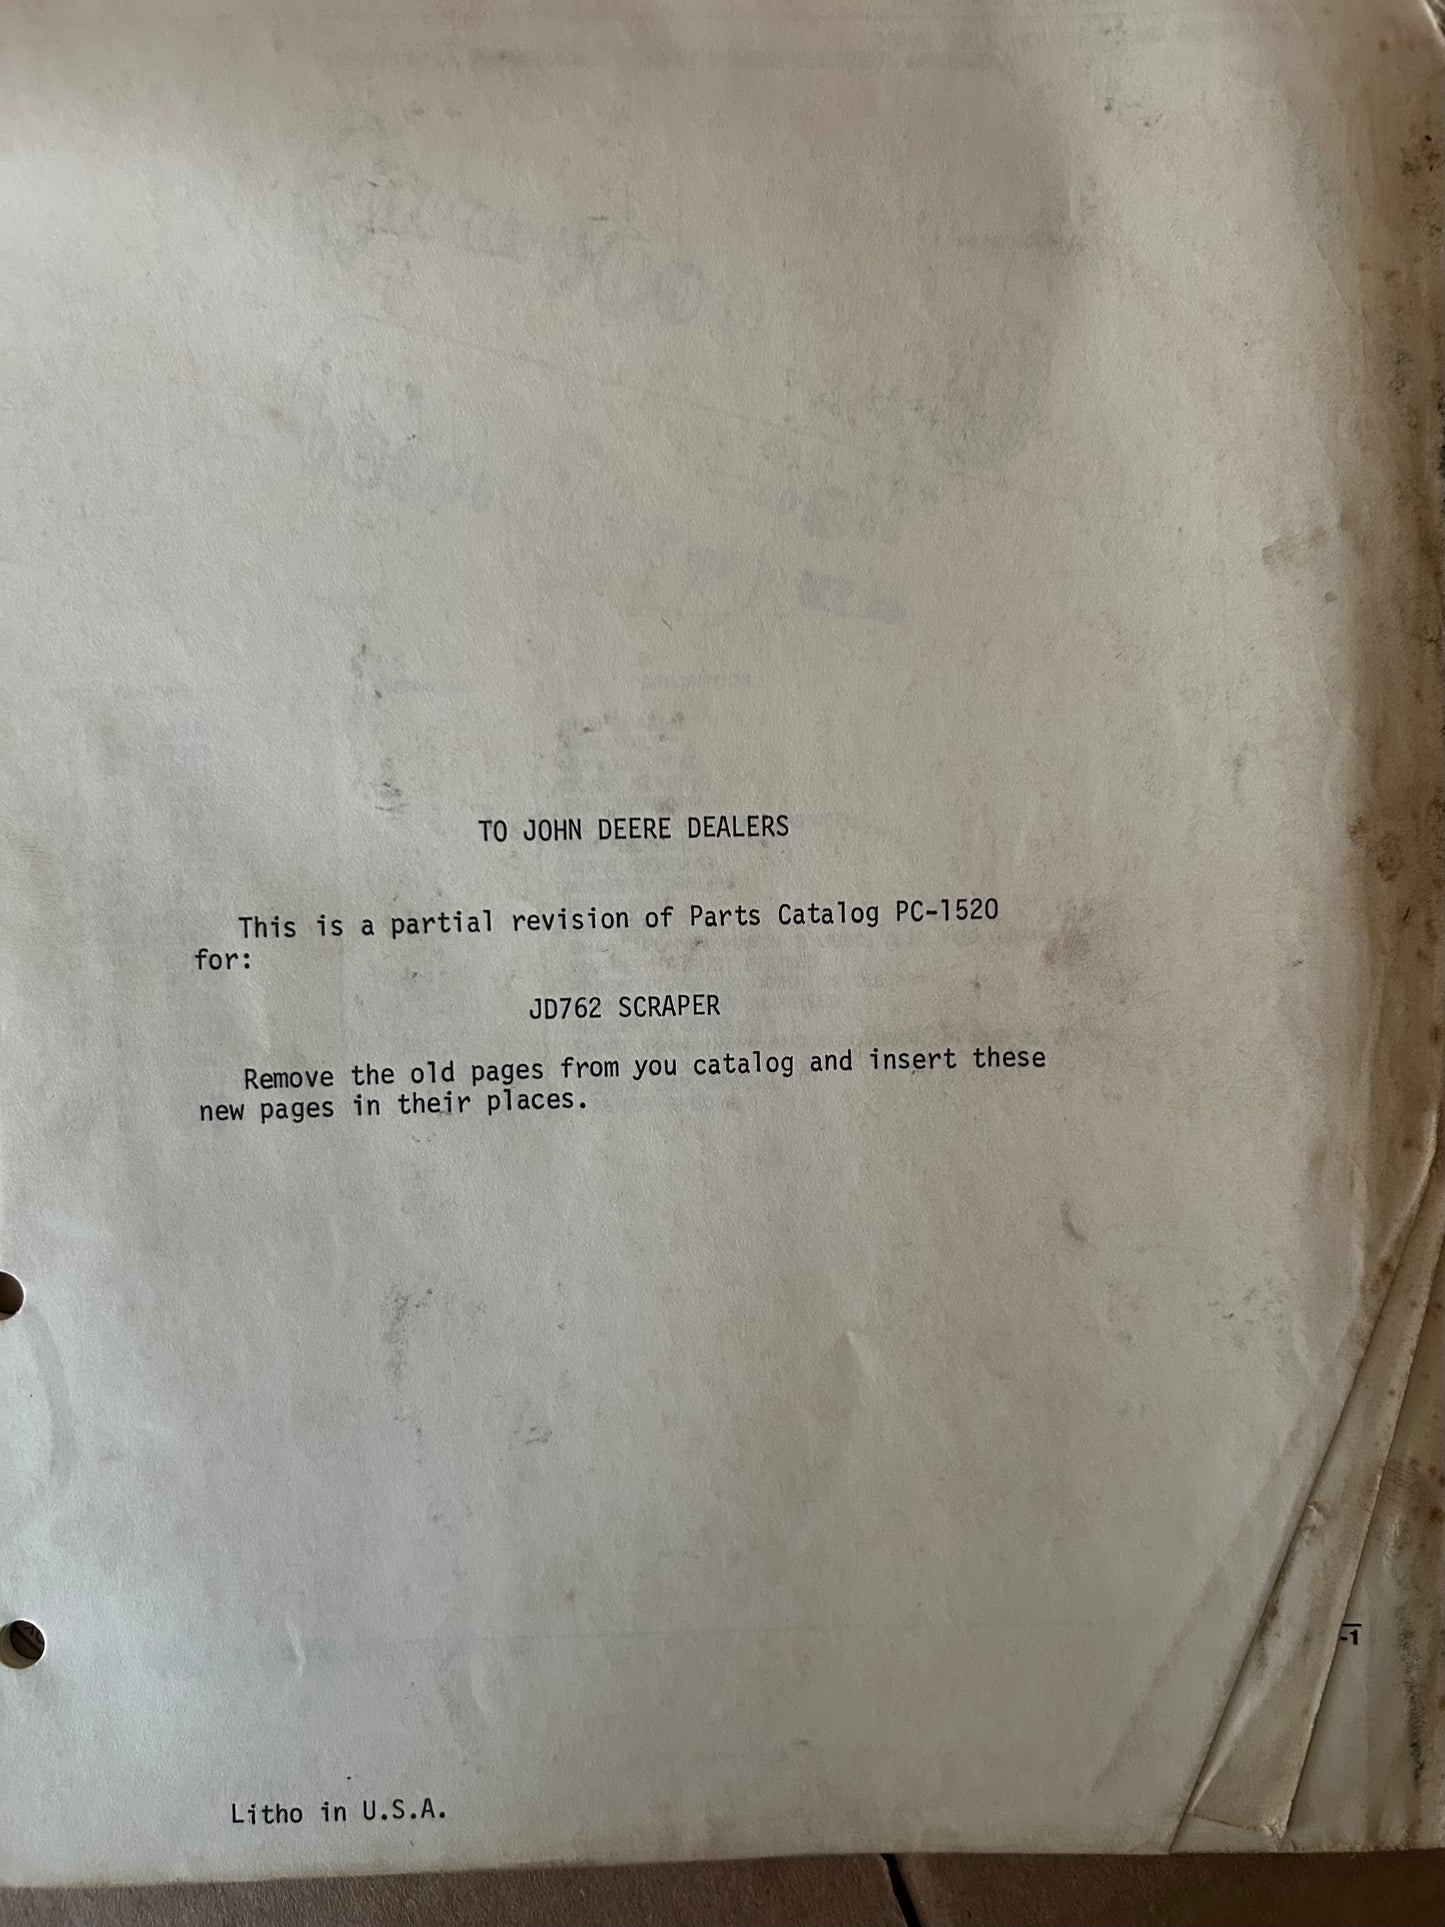 TO JOHN DEERE DEALERS
This is a partial revision of Parts Catalog PC-1520
for:
JD762 SCRAPER
Remove the old pages from you catalog and insert these
new pages in their places.
-1
Litho in U.S.A.